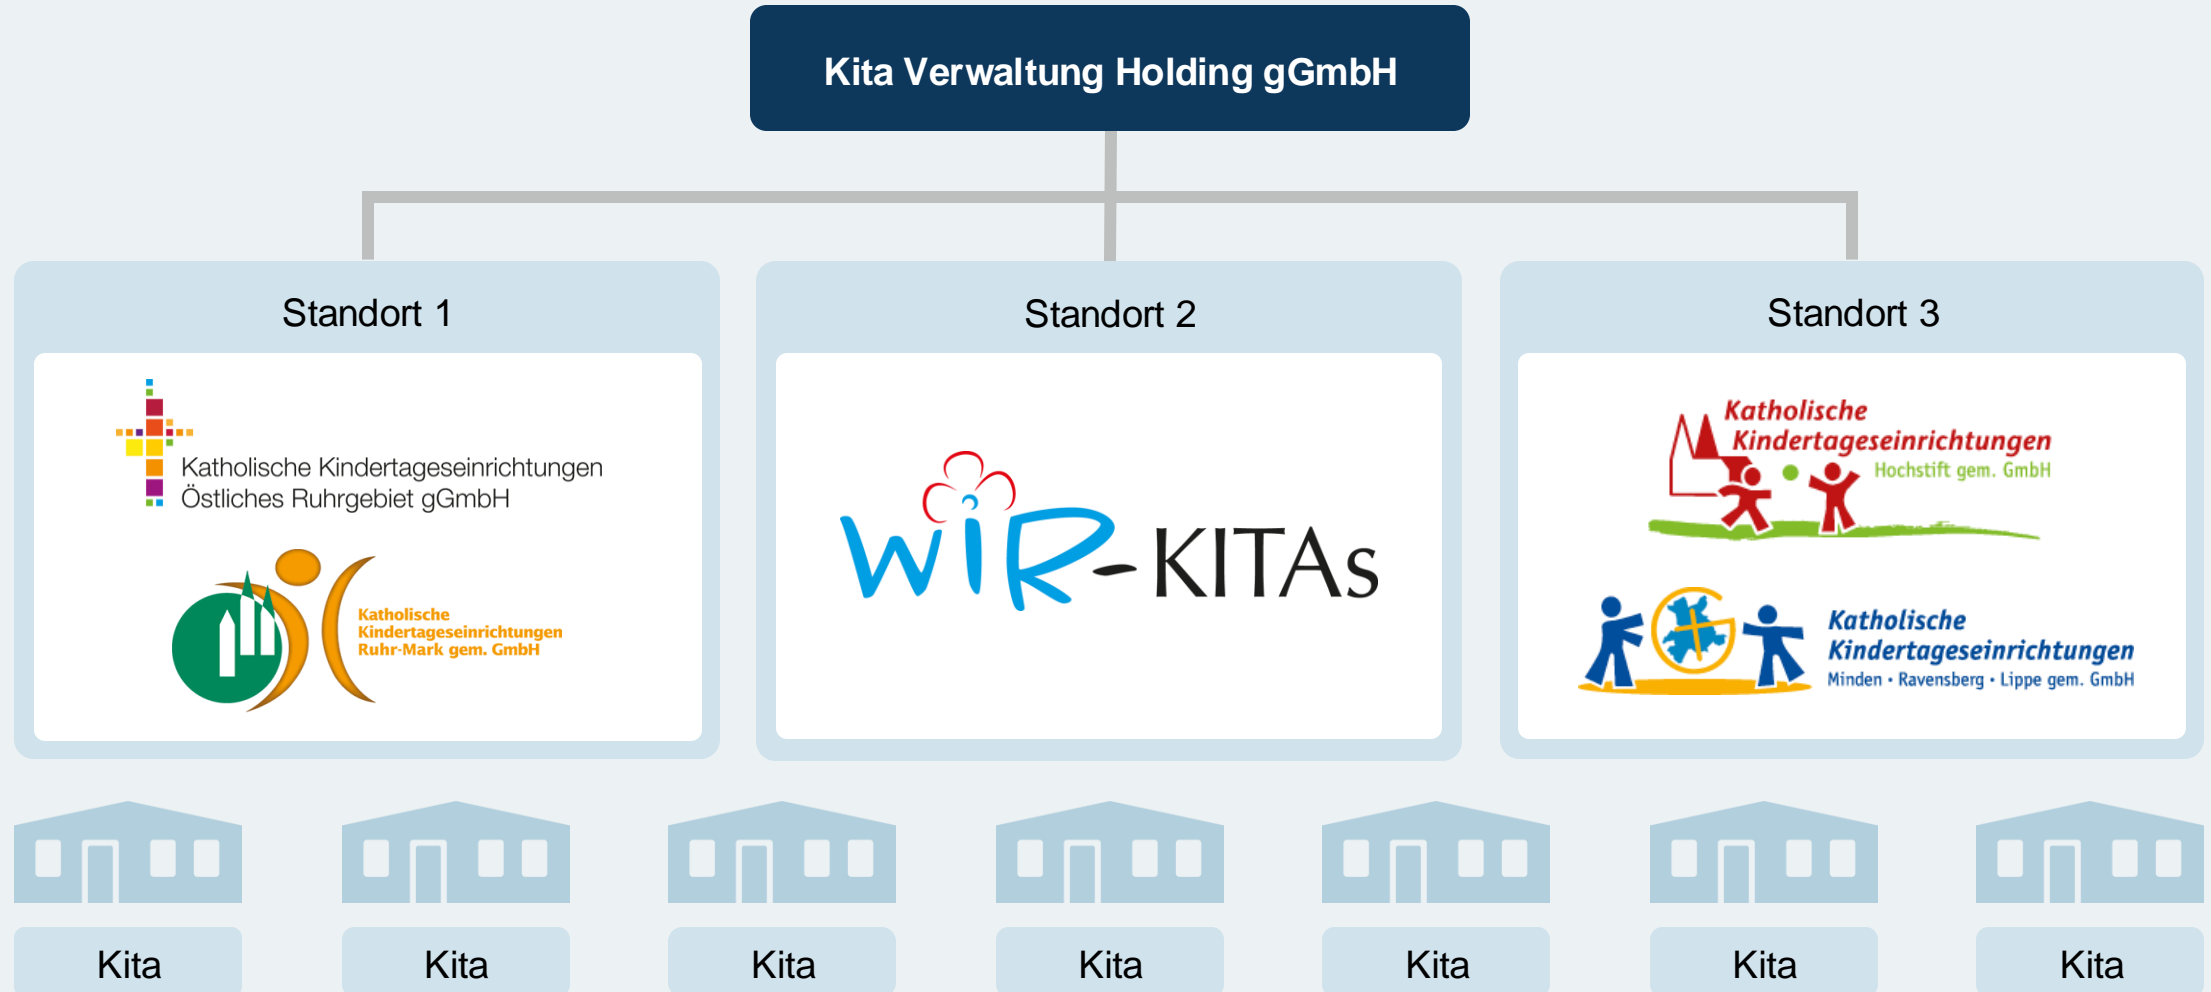 Kita Verwaltung Holding gGmbH
Standort 1
Katholische Kindertageseinrichtungen
Östliches Ruhrgebiet gGmbH
Katholische
Kindertageseinrichtungen
Ruhr-Mark gem. GmbH
Standort 2
WIR-KITAs
Standort 3
Katholische
Kindertageseinrichtungen
Hochstift gem. GmbH
Katholische
Kindertageseinrichtungen
Minden · Ravensberg · Lippe gem. GmbH
Kita
Kita
Kita
Kita
Kita
Kita
Kita